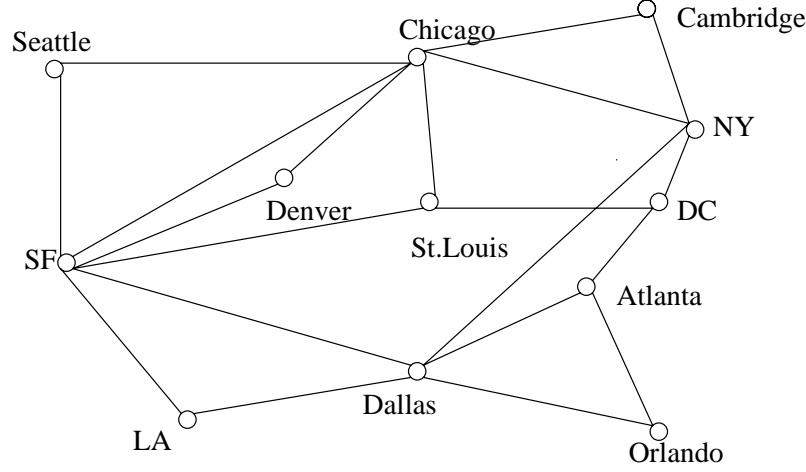 Cambridge
Chicago
Seattle
NY
Denver
DC
St.Louis
SF
Atlanta
Dallas
LA
Orlando